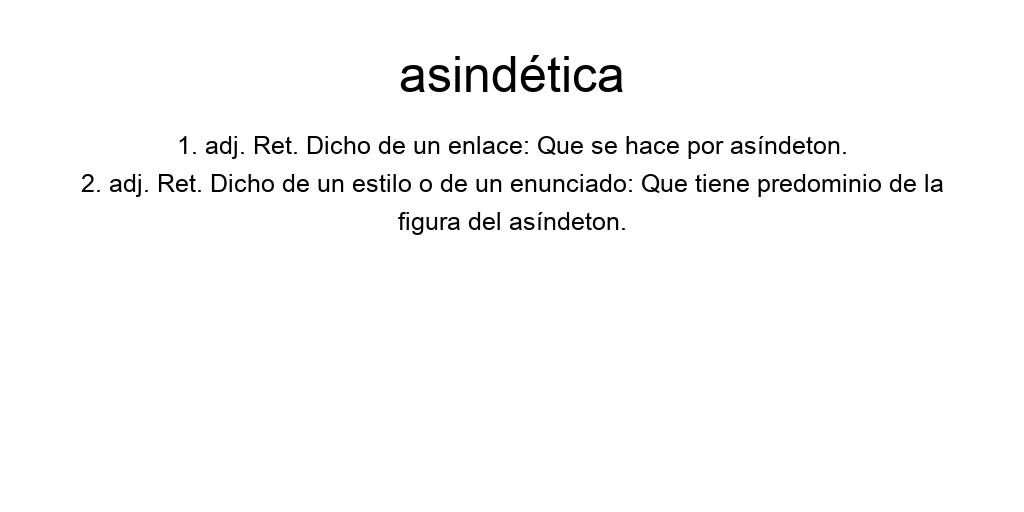 asindética
1. adj. Ret. Dicho de un enlace: Que se hace por asíndeton.
2. adj. Ret. Dicho de un estilo o de un enunciado: Que tiene predominio de la
figura del asíndeton.